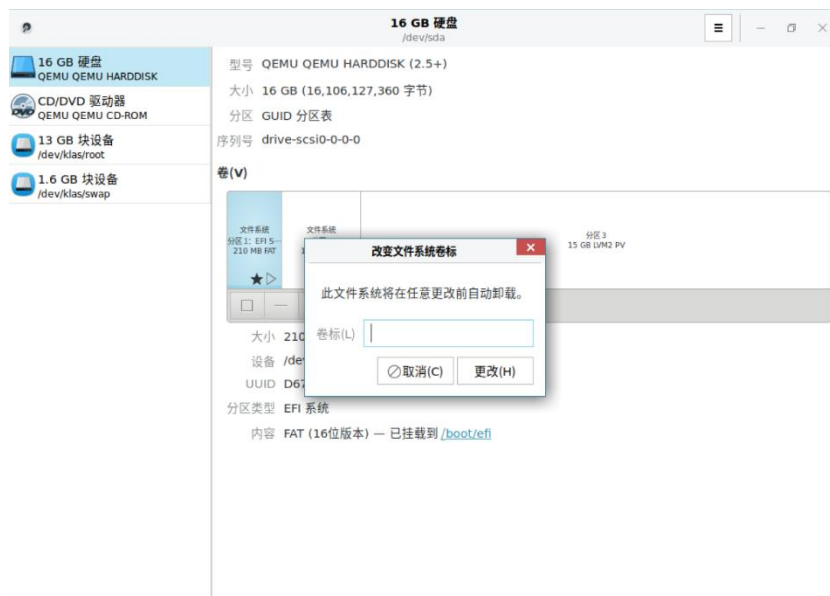 16 GB 硬盘
/dev/sda
16 GB 硬盘
QEMU QEMU HARDDISK
CD/DVD 驱动器
QEMU QEMU CD-ROM
13 GB 块设备
/dev/klas/root
1.6 GB 块设备
/dev/klas/swap
型号 QEMU QEMU HARDDISK (2.5+)
大小 16 GB (16,106,127,360 字节)
分区 GUID 分区表
序列号 drive-scsi0-0-0-0
卷(V)
文件系统
分区 1: EFI S…
210 MB FAT
文件系统
分区 3
15 GB LVM2 PV
改变文件系统卷标
此文件系统将在任意更改前自动卸载。
卷标(L)
取消(C) 更改(H)
大小 210
设备 /de
UUID D67
分区类型 EFI 系统
内容 FAT (16位版本) — 已挂载到 /boot/efi